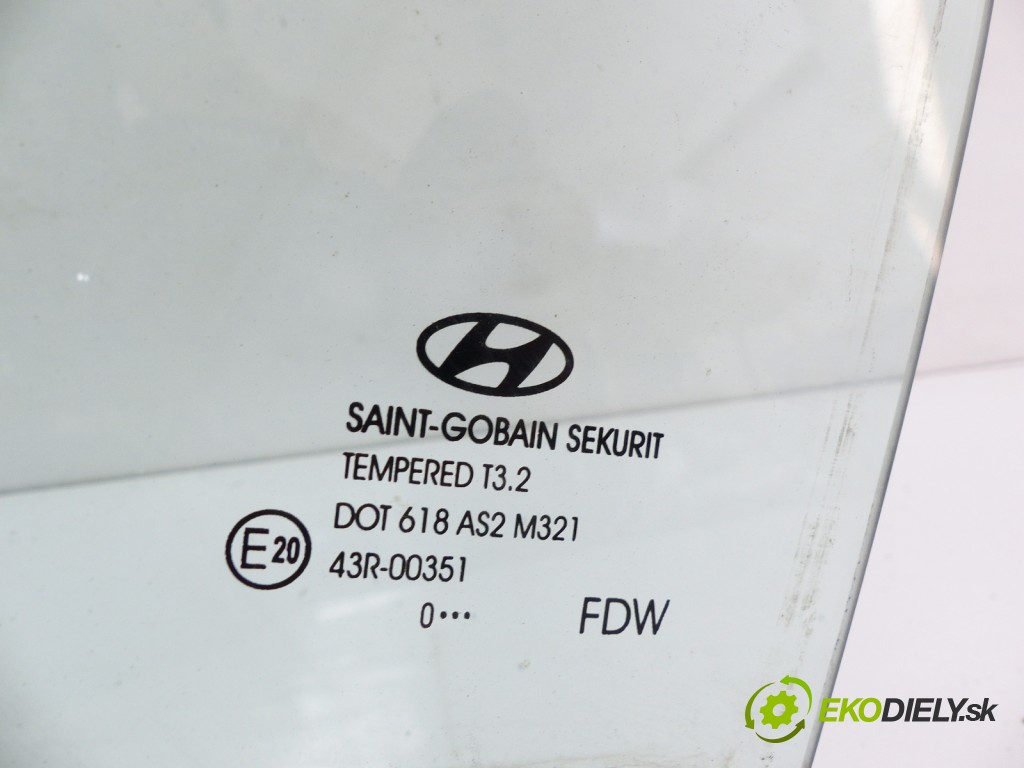 SAINT-GOBAIN SEKURIT
TEMPERED T3.2
DOT 618 AS2 M321
E20 43R-00351
0··· FDW
EKODIELY.sk